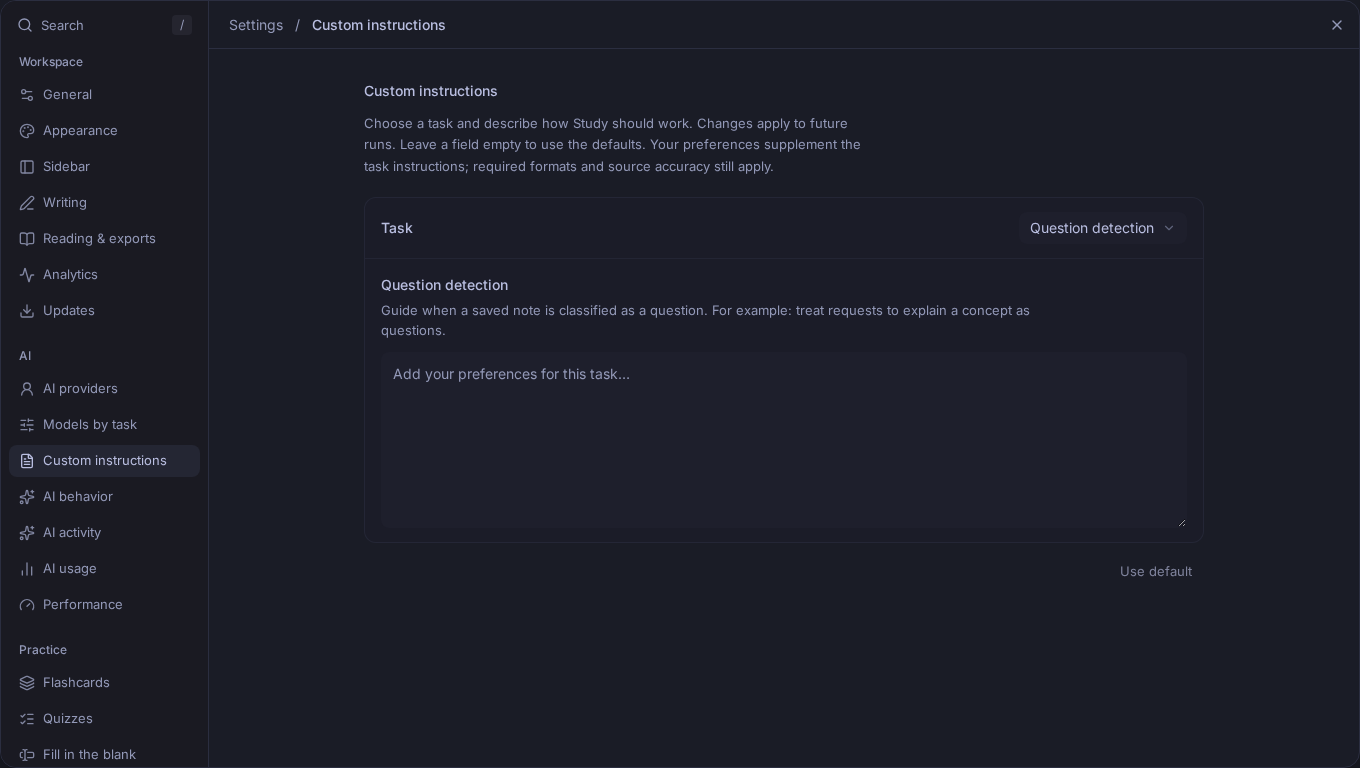 Search /
Workspace
General
Appearance
Sidebar
Writing
Reading & exports
Analytics
Updates
AI
AI providers
Models by task
Custom instructions
AI behavior
AI activity
AI usage
Performance
Practice
Flashcards
Quizzes
Fill in the blank
Settings / Custom instructions
Custom instructions
Choose a task and describe how Study should work. Changes apply to future
runs. Leave a field empty to use the defaults. Your preferences supplement the
task instructions; required formats and source accuracy still apply.
Task
Question detection
Question detection
Guide when a saved note is classified as a question. For example: treat requests to explain a concept as
questions.
Add your preferences for this task...
Use default